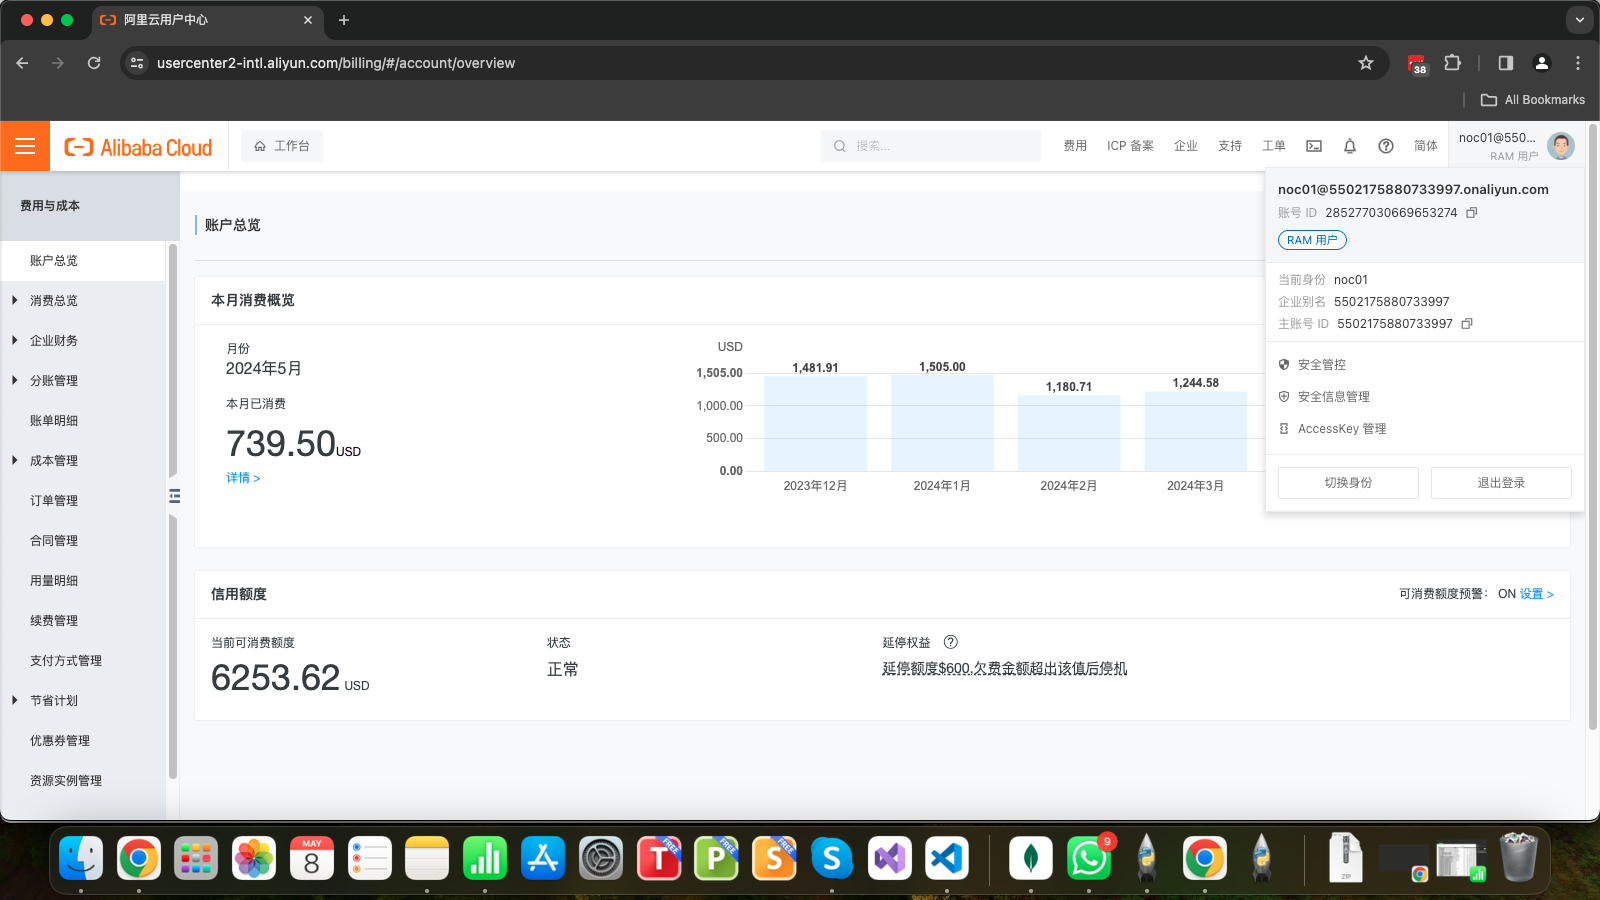 阿里云用户中心
usercenter2-intl.aliyun.com/billing/#/account/overview
38
All Bookmarks
Alibaba Cloud
工作台
搜索...
费用
ICP 备案
企业
支持
工单
简体
noc01@550...
RAM 用户
费用与成本
账户总览
消费总览
企业财务
分账管理
账单明细
成本管理
订单管理
合同管理
用量明细
续费管理
支付方式管理
节省计划
优惠券管理
资源实例管理
账户总览
本月消费概览
月份
2024年5月
本月已消费
739.50USD
详情 >
USD
1,505.00
1,000.00
500.00
0.00
1,481.91
1,505.00
1,180.71
1,244.58
2023年12月
2024年1月
2024年2月
2024年3月
noc01@5502175880733997.onaliyun.com
账号 ID 285277030669653274
RAM 用户
当前身份 noc01
企业别名 5502175880733997
主账号 ID 5502175880733997
安全管控
安全信息管理
AccessKey 管理
切换身份
退出登录
信用额度
可消费额度预警： ON 设置 >
当前可消费额度
6253.62 USD
状态
正常
延停权益
延停额度$600,欠费金额超出该值后停机
MAY
8
T
FREE
P
FREE
S
FREE
S
9
ZIP